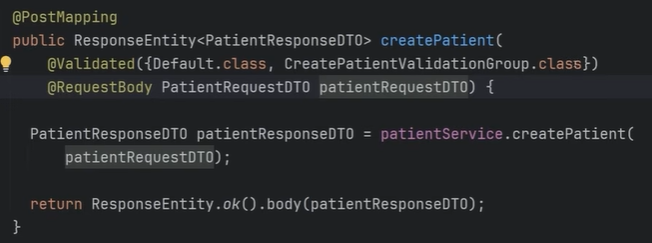 @PostMapping
public ResponseEntity<PatientResponseDTO> createPatient(
@Validated({Default.class, CreatePatientValidationGroup.class})
@RequestBody PatientRequestDTO patientRequestDTO) {
PatientResponseDTO patientResponseDTO = patientService.createPatient(
patientRequestDTO);
return ResponseEntity.ok().body(patientResponseDTO);
}